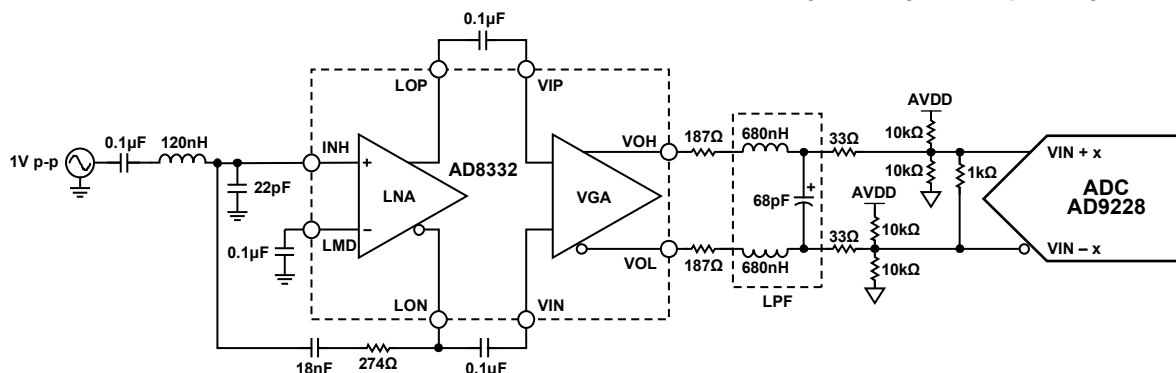 0.1µF
LOP
VIP
AVDD
1V p-p
0.1µF
120nH
INH
22pF
+
LNA
AD8332
–
LMD
0.1µF
VGA
VOH
187Ω
680nH
33Ω
10kΩ
10kΩ
1kΩ
VIN + x
68pF
+
AVDD
ADC
AD9228
33Ω
10kΩ
VIN – x
VOL
187Ω
680nH
10kΩ
LPF
LON
VIN
18nF
274Ω
0.1µF